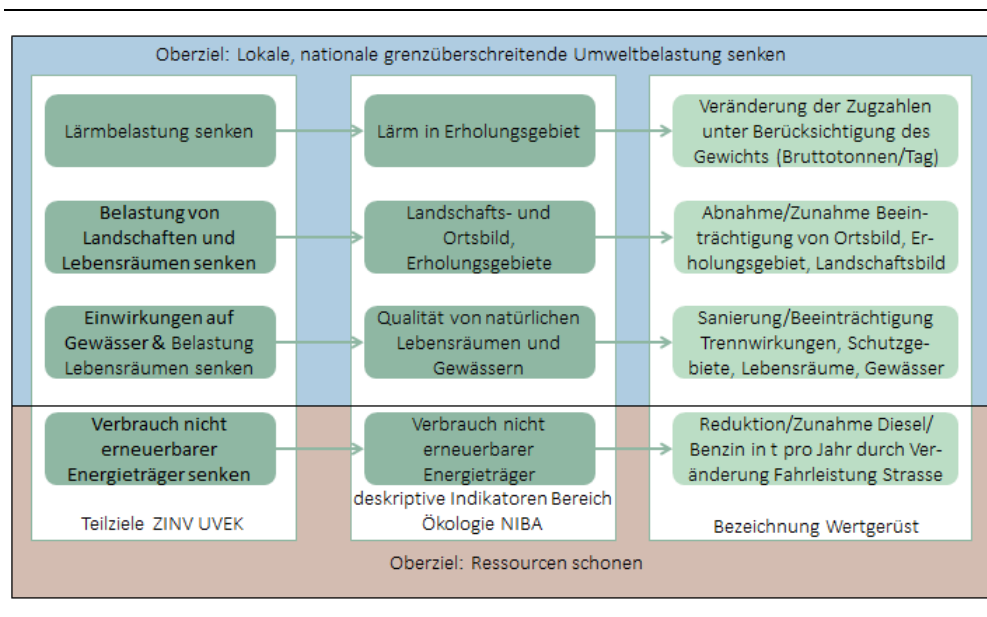 Oberziel: Lokale, nationale grenzüberschreitende Umweltbelastung senken
Lärmbelastung senken
Lärm in Erholungsgebiet
Veränderung der Zugzahlen
unter Berücksichtigung des
Gewichts (Bruttotonnen/Tag)
Belastung von
Landschaften und
Lebensräumen senken
Landschafts- und
Ortsbild,
Erholungsgebiete
Abnahme/Zunahme Beein-
trächtigung von Ortsbild, Er-
holungsgebiet, Landschaftsbild
Einwirkungen auf
Gewässer & Belastung
Lebensräumen senken
Qualität von natürlichen
Lebensräumen und
Gewässern
Sanierung/Beeinträchtigung
Trennwirkungen, Schutzge-
biete, Lebensräume, Gewässer
Verbrauch nicht
erneuerbarer
Energieträger senken
Verbrauch nicht
erneuerbarer
Energieträger
Reduktion/Zunahme Diesel/
Benzin in t pro Jahr durch Ver-
änderung Fahrleistung Strasse
Teilziele ZINV UVEK
deskriptive Indikatoren Bereich
Ökologie NIBA
Bezeichnung Wertgerüst
Oberziel: Ressourcen schonen